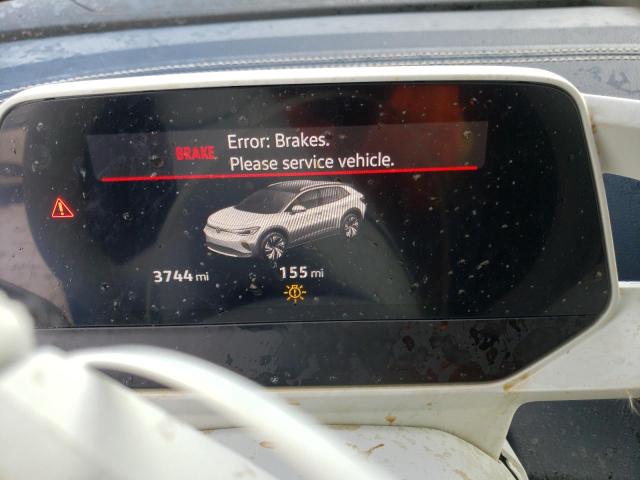 BRAKE
Error: Brakes.
Please service vehicle.
3744 mi
155 mi